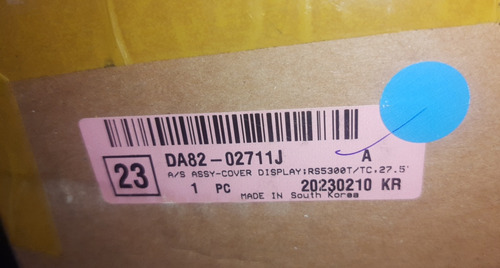 23
DA82-02711J A
A/S ASSY-COVER DISPLAY;RS5300T/TC,27.5'
1 PC 20230210 KR
MADE IN South Korea